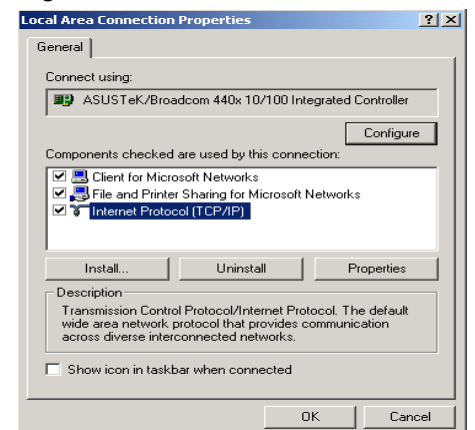 Local Area Connection Properties
General
Connect using:
ASUSTeK/Broadcom 440x 10/100 Integrated Controller
Configure
Components checked are used by this connection:
Client for Microsoft Networks
File and Printer Sharing for Microsoft Networks
Internet Protocol (TCP/IP)
Install... Uninstall Properties
Description
Transmission Control Protocol/Internet Protocol. The default
wide area network protocol that provides communication
across diverse interconnected networks.
Show icon in taskbar when connected
OK Cancel